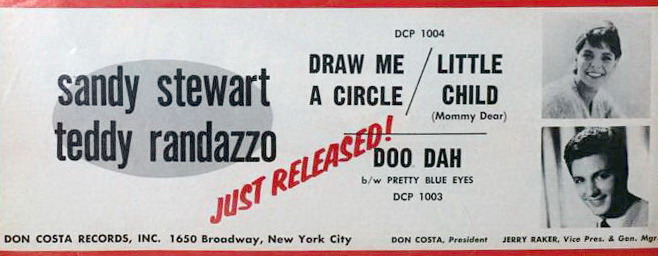 DCP 1004
sandy stewart
DRAW ME
A CIRCLE
LITTLE
CHILD
(Mommy Dear)
teddy randazzo
JUST RELEASED!
DOO DAH
b/w PRETTY BLUE EYES
DCP 1003
DON COSTA RECORDS, INC. 1650 Broadway, New York City
DON COSTA, President JERRY RAKER, Vice Pres. & Gen. Mgr.